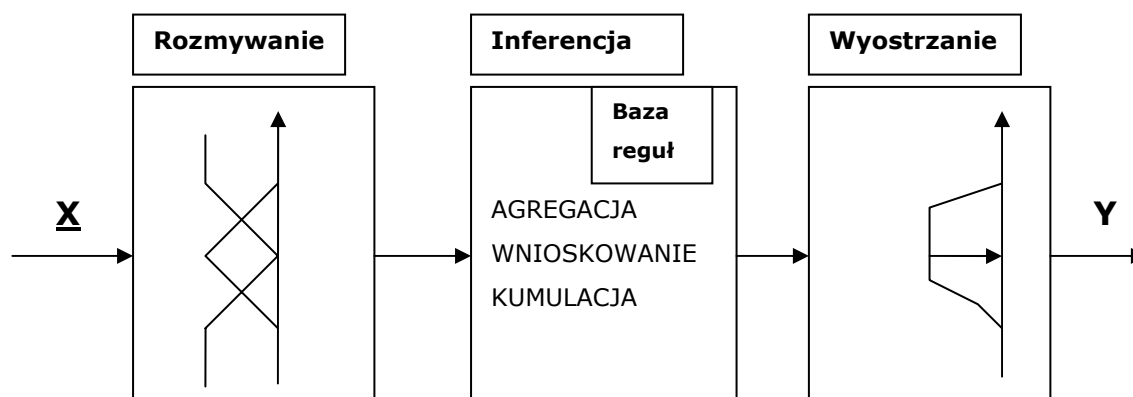 Rozmywanie
Inferencja
Wyostrzanie
Baza
reguł
X
AGREGACJA
WNIOSKOWANIE
KUMULACJA
Y